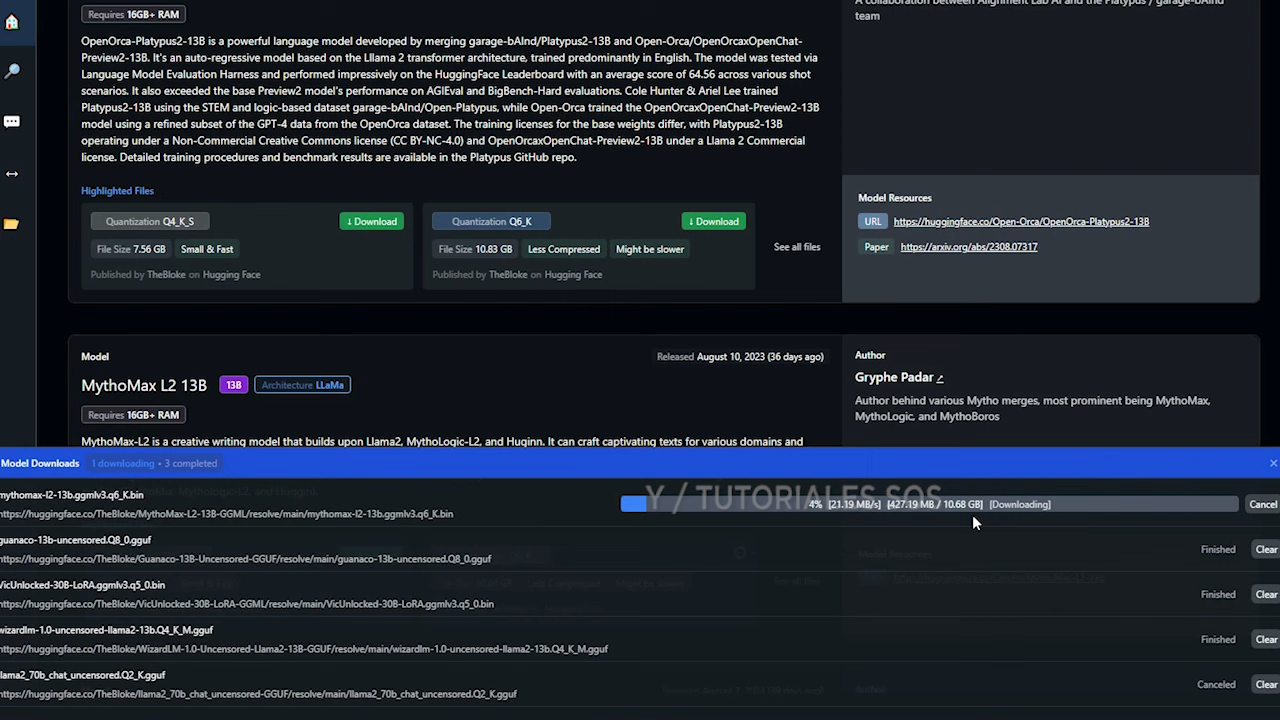 Requires 16GB+ RAM
OpenOrca-Platypus2-13B is a powerful language model developed by merging garage-bAInd/Platypus2-13B and Open-Orca/OpenOrcaxOpenChat-
Preview2-13B. It's an auto-regressive model based on the Lllama 2 transformer architecture, trained predominantly in English. The model was tested via
Language Model Evaluation Harness and performed impressively on the HuggingFace Leaderboard with an average score of 64.56 across various shot
scenarios. It also exceeded the base Preview2 model's performance on AGIEval and BigBench-Hard evaluations. Cole Hunter & Ariel Lee trained
Platypus2-13B using the STEM and logic-based dataset garage-bAInd/Open-Platypus, while Open-Orca trained the OpenOrcaxOpenChat-Preview2-13B
model using a refined subset of the GPT-4 data from the OpenOrca dataset. The training licenses for the base weights differ, with Platypus2-13B
operating under a Non-Commercial Creative Commons license (CC BY-NC-4.0) and OpenOrcaxOpenChat-Preview2-13B under a Llama 2 Commercial
license. Detailed training procedures and benchmark results are available in the Platypus GitHub repo.
A collaboration between Alignment Lab AI and the Platypus / garage-bAInd
team
Highlighted Files
Quantization Q4_K_S ↓ Download
File Size 7.56 GB Small & Fast
Published by TheBloke on Hugging Face
Quantization Q6_K ↓ Download
File Size 10.83 GB Less Compressed Might be slower
Published by TheBloke on Hugging Face
See all files
Model Resources
URL https://huggingface.co/Open-Orca/OpenOrca-Platypus2-13B
Paper https://arxiv.org/abs/2308.07317
Model
Released August 10, 2023 (36 days ago)
MythoMax L2 13B 13B Architecture LLaMa
Requires 16GB+ RAM
MythoMax-L2 is a creative writing model that builds upon Llama2, MythoLogic-L2, and Huginn. It can craft captivating texts for various domains and
Author
Gryphe Padar ↗
Author behind various Mytho merges, most prominent being MythoMax,
MythoLogic, and MythoBoros
Model Downloads 1 downloading • 3 completed ×
mythomax-l2-13b.ggmlv3.q6_K.bin
https://huggingface.co/TheBloke/MythoMax-L2-13B-GGML/resolve/main/mythomax-l2-13b.ggmlv3.q6_K.bin
Y / TUTORIALES SOS
4% [21.19 MB/s] [427.19 MB / 10.68 GB] [Downloading] Cancel
guanaco-13b-uncensored.Q8_0.gguf
https://huggingface.co/TheBloke/Guanaco-13B-Uncensored-GGUF/resolve/main/guanaco-13b-uncensored.Q8_0.gguf
Finished Clear
VicUnlocked-30B-LoRA.ggmlv3.q5_0.bin
https://huggingface.co/TheBloke/VicUnlocked-30B-LoRA-GGML/resolve/main/VicUnlocked-30B-LoRA.ggmlv3.q5_0.bin
Finished Clear
wizardlm-1.0-uncensored-llama2-13b.Q4_K_M.gguf
https://huggingface.co/TheBloke/WizardLM-1.0-Uncensored-Llama2-13B-GGUF/resolve/main/wizardlm-1.0-uncensored-llama2-13b.Q4_K_M.gguf
Finished Clear
llama2_70b_chat_uncensored.Q2_K.gguf
https://huggingface.co/TheBloke/llama2_70b_chat_uncensored-GGUF/resolve/main/llama2_70b_chat_uncensored.Q2_K.gguf
Canceled Clear